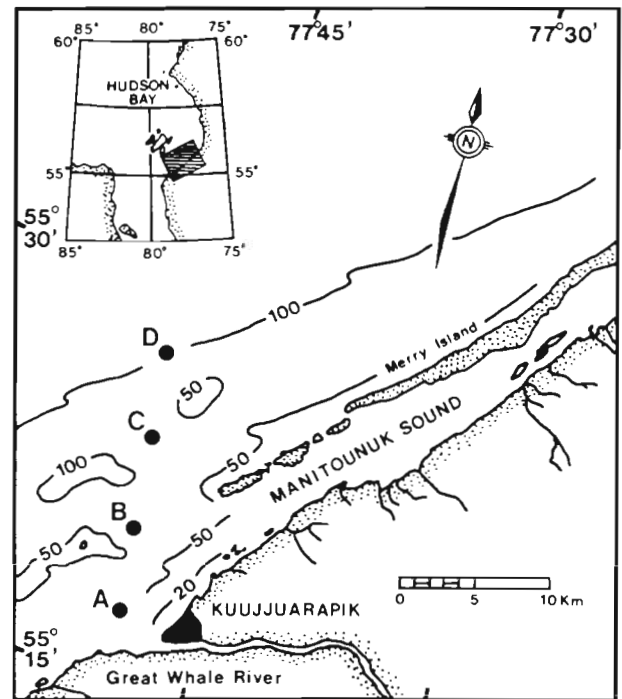 85° 80° 75°
60° 60°
HUDSON
BAY
55° 55°
85° 80° 75°
77°45' 77°30'
N
55°
30'
100
D
50
Merry Island
C
100
50
MANITOUNUK SOUND
B
50
50
A
20
KUUJJUARAPIK
0 5 10 Km
55°
15'
Great Whale River